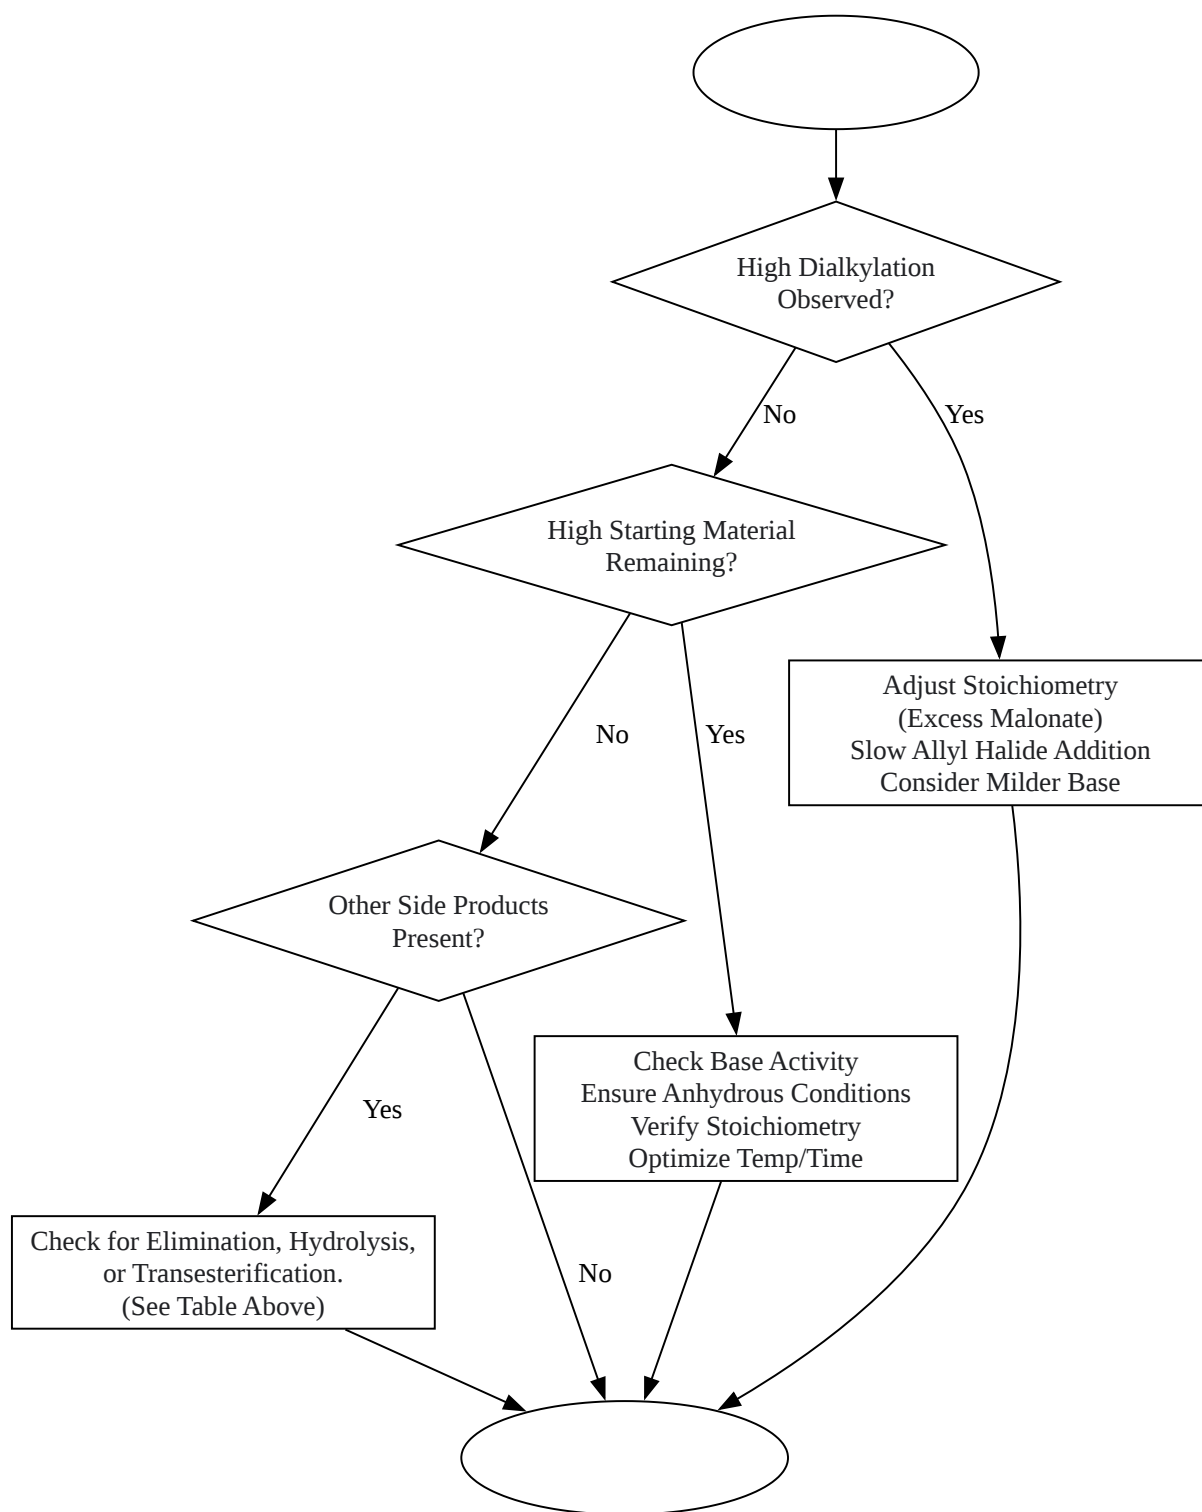 High Dialkylation
Observed?
No
Yes
High Starting Material
Remaining?
No
Yes
Adjust Stoichiometry
(Excess Malonate)
Slow Allyl Halide Addition
Consider Milder Base
Other Side Products
Present?
Yes
No
Check Base Activity
Ensure Anhydrous Conditions
Verify Stoichiometry
Optimize Temp/Time
Check for Elimination, Hydrolysis,
or Transesterification.
(See Table Above)